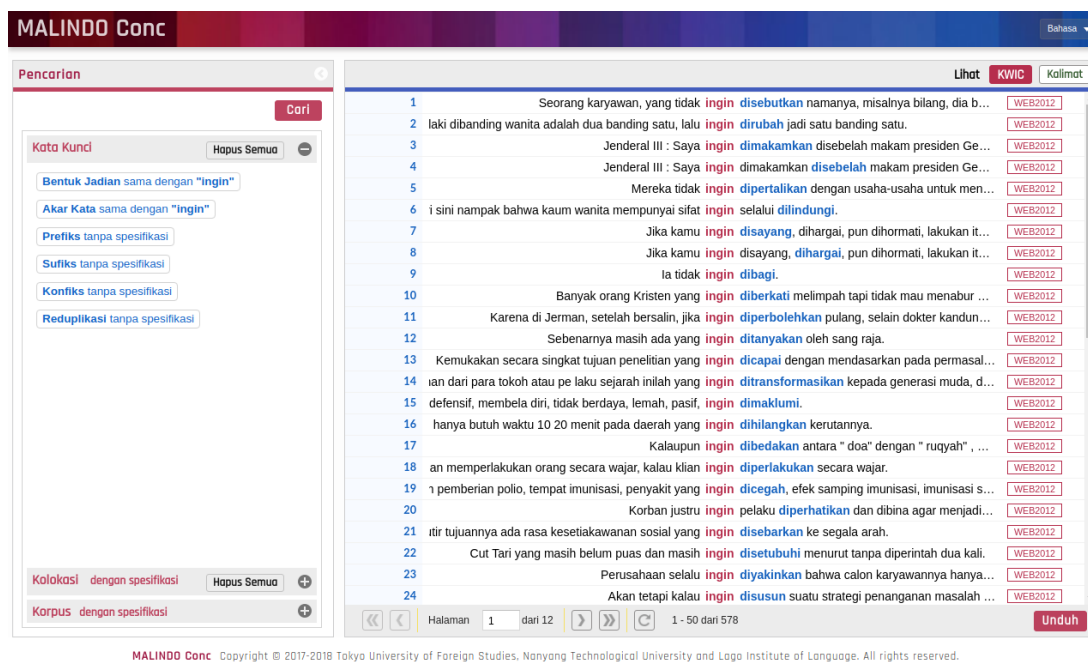 MALINDO Conc
Bahasa
Pencarian
Cari
Kata Kunci
Hapus Semua
Bentuk Jadian sama dengan "ingin"
Akar Kata sama dengan "ingin"
Prefiks tanpa spesifikasi
Sufiks tanpa spesifikasi
Konfiks tanpa spesifikasi
Reduplikasi tanpa spesifikasi
Kolokasi dengan spesifikasi Hapus Semua
Korpus dengan spesifikasi
Lihat KWIC Kalimat
1 Seorang karyawan, yang tidak ingin disebutkan namanya, misalnya bilang, dia b... WEB2012
2 laki dibanding wanita adalah dua banding satu, lalu ingin dirubah jadi satu banding satu. WEB2012
3 Jenderal III : Saya ingin dimakamkan disebelah makam presiden Ge... WEB2012
4 Jenderal III : Saya ingin dimakamkan disebelah makam presiden Ge... WEB2012
5 Mereka tidak ingin dipertalikan dengan usaha-usaha untuk men... WEB2012
6 sini nampak bahwa kaum wanita mempunyai sifat ingin selalui dilindungi. WEB2012
7 Jika kamu ingin disayang, dihargai, pun dihormati, lakukan it... WEB2012
8 Jika kamu ingin disayang, dihargai, pun dihormati, lakukan it... WEB2012
9 Ia tidak ingin dibagi. WEB2012
10 Banyak orang Kristen yang ingin diberkati melimpah tapi tidak mau menabur ... WEB2012
11 Karena di Jerman, setelah bersalin, jika ingin diperbolehkan pulang, selain dokter kandun... WEB2012
12 Sebenarnya masih ada yang ingin ditanyakan oleh sang raja. WEB2012
13 Kemukakan secara singkat tujuan penelitian yang ingin dicapai dengan mendasarkan pada permasal... WEB2012
14 dari para tokoh atau pe laku sejarah inilah yang ingin ditransformasikan kepada generasi muda, d... WEB2012
15 defensif, membela diri, tidak berdaya, lemah, pasif, ingin dimaklumi. WEB2012
16 hanya butuh waktu 10 20 menit pada daerah yang ingin dihilangkan kerutannya. WEB2012
17 Kalaupun ingin dibedakan antara " doa" dengan " ruqyah" , ... WEB2012
18 an memperlakukan orang secara wajar, kalau klian ingin diperlakukan secara wajar. WEB2012
19 pemberian polio, tempat imunisasi, penyakit yang ingin dicegah, efek samping imunisasi, imunisasi s... WEB2012
20 Korban justru ingin pelaku diperhatikan dan dibina agar menjadi... WEB2012
21 tujuannya ada rasa kesetiakawanan sosial yang ingin disebarkan ke segala arah. WEB2012
22 Cut Tari yang masih belum puas dan masih ingin disetubuhi menurut tanpa diperintah dua kali. WEB2012
23 Perusahaan selalu ingin diyakinkan bahwa calon karyawannya hanya... WEB2012
24 Akan tetapi kalau ingin disusun suatu strategi penanganan masalah ... WEB2012
Halaman 1 dari 12 1 - 50 dari 578 Unduh
MALINDO Conc Copyright © 2017-2018 Tokyo University of Foreign Studies, Nanyang Technological University and Lago Institute of Language. All rights reserved.